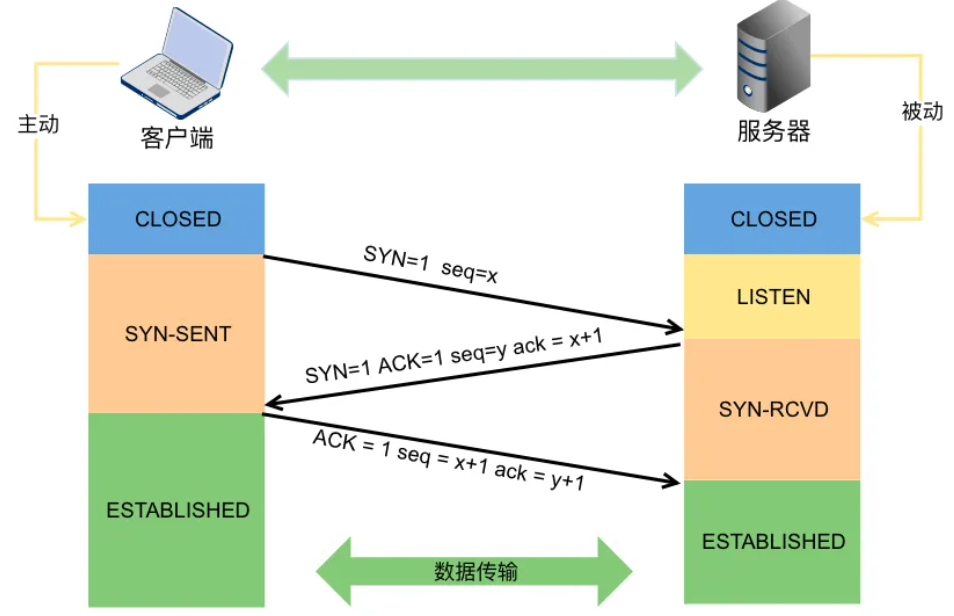 主动
客户端
服务器
被动
CLOSED
CLOSED
SYN=1 seq=x
LISTEN
SYN-SENT
SYN=1 ACK=1 seq=y ack = x+1
SYN-RCVD
ACK = 1 seq = x+1 ack = y+1
ESTABLISHED
ESTABLISHED
数据传输